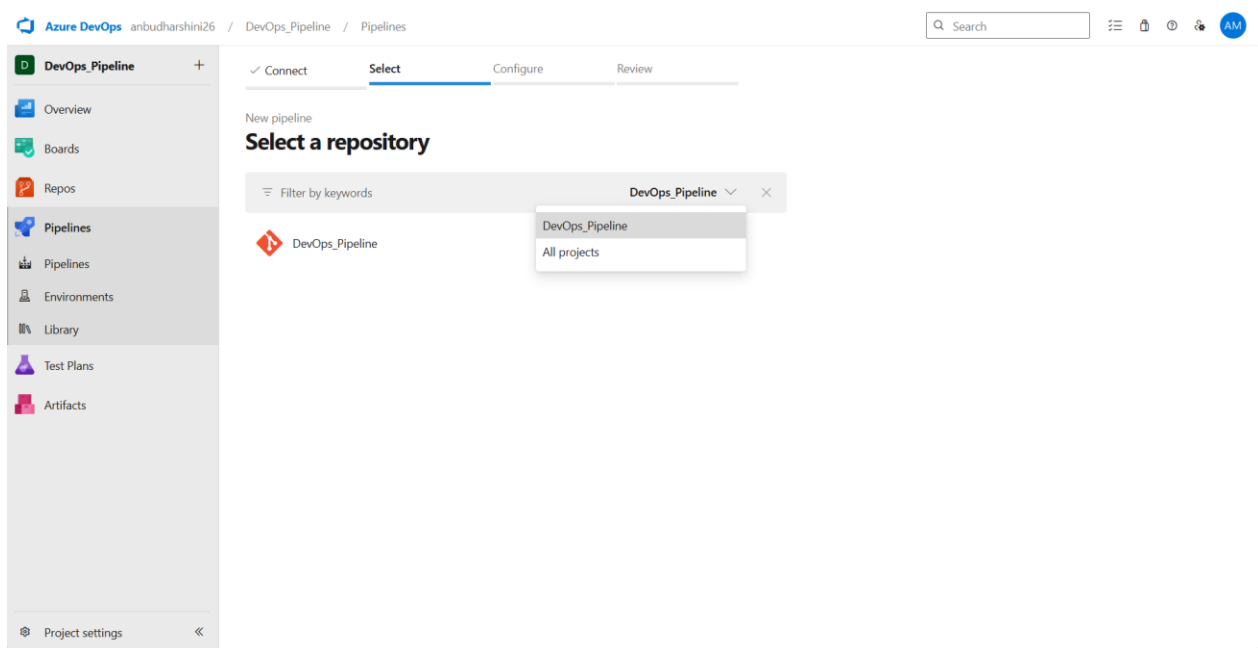 Azure DevOps anbudharshini26 / DevOps_Pipeline / Pipelines
Search
AM
D DevOps_Pipeline +
Connect Select Configure Review
Overview
New pipeline
Select a repository
Boards
Repos
Filter by keywords DevOps_Pipeline
Pipelines
DevOps_Pipeline
All projects
DevOps_Pipeline
Pipelines
Environments
Library
Test Plans
Artifacts
Project settings